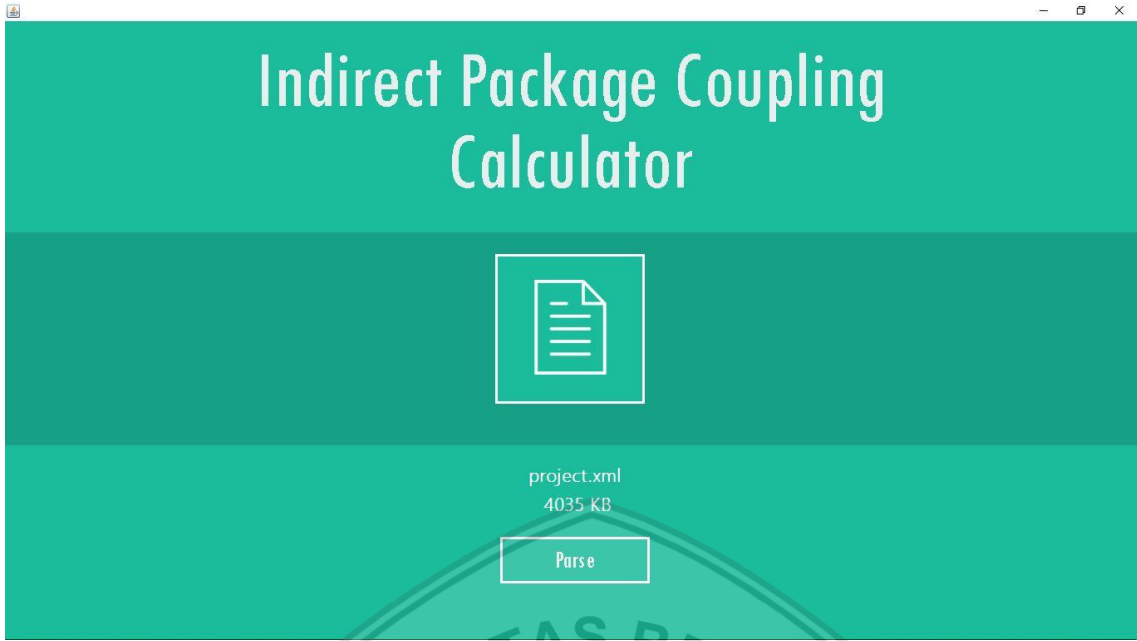 Indirect Package Coupling
Calculator
project.xml
4035 KB
Parse